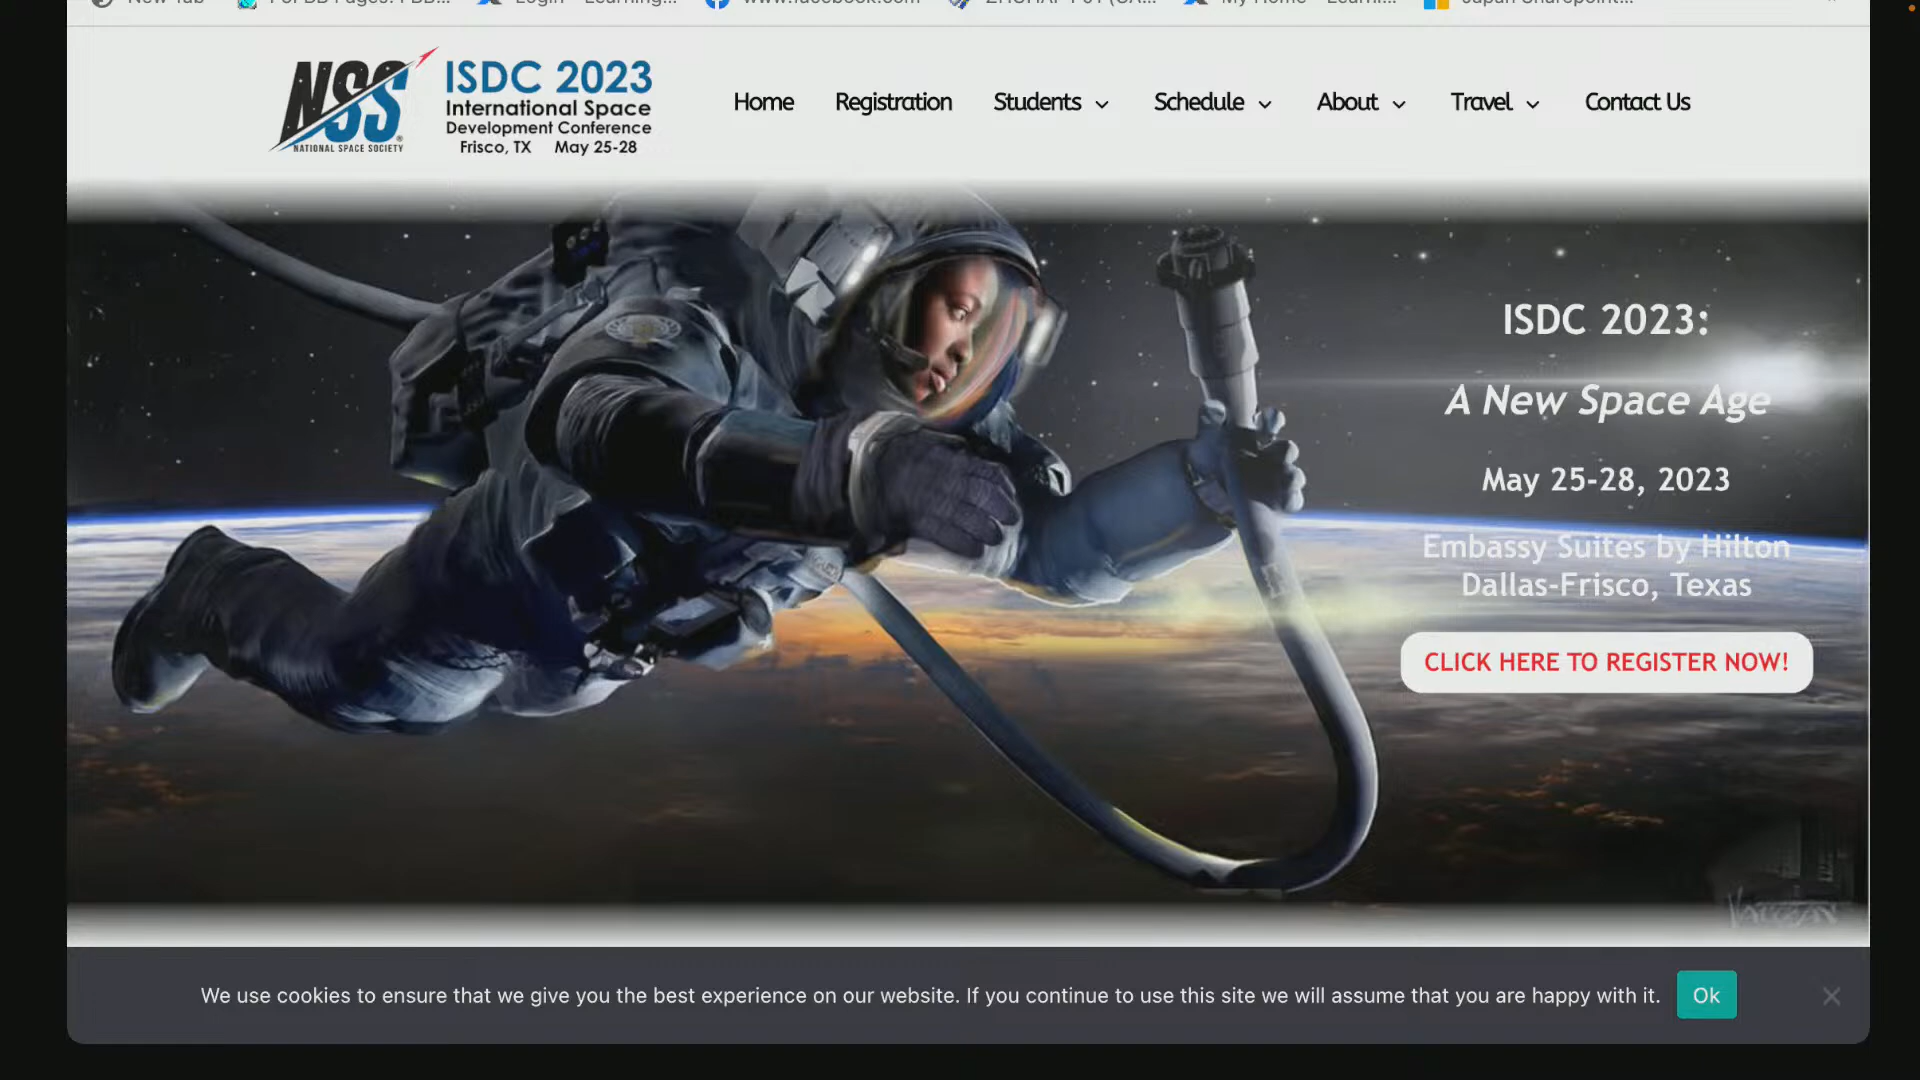 NSS
NATIONAL SPACE SOCIETY
ISDC 2023
International Space
Development Conference
Frisco, TX May 25-28
Home Registration Students Schedule About Travel Contact Us
ISDC 2023:
A New Space Age
May 25-28, 2023
Embassy Suites by Hilton
Dallas-Frisco, Texas
CLICK HERE TO REGISTER NOW!
We use cookies to ensure that we give you the best experience on our website. If you continue to use this site we will assume that you are happy with it. Ok